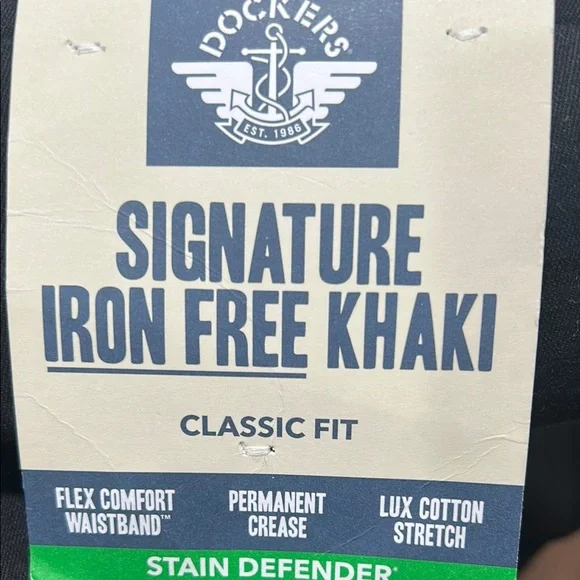 DOCKERS®
EST. 1986
SIGNATURE
IRON FREE KHAKI
CLASSIC FIT
FLEX COMFORT
WAISTBAND™
PERMANENT
CREASE
LUX COTTON
STRETCH
STAIN DEFENDER®